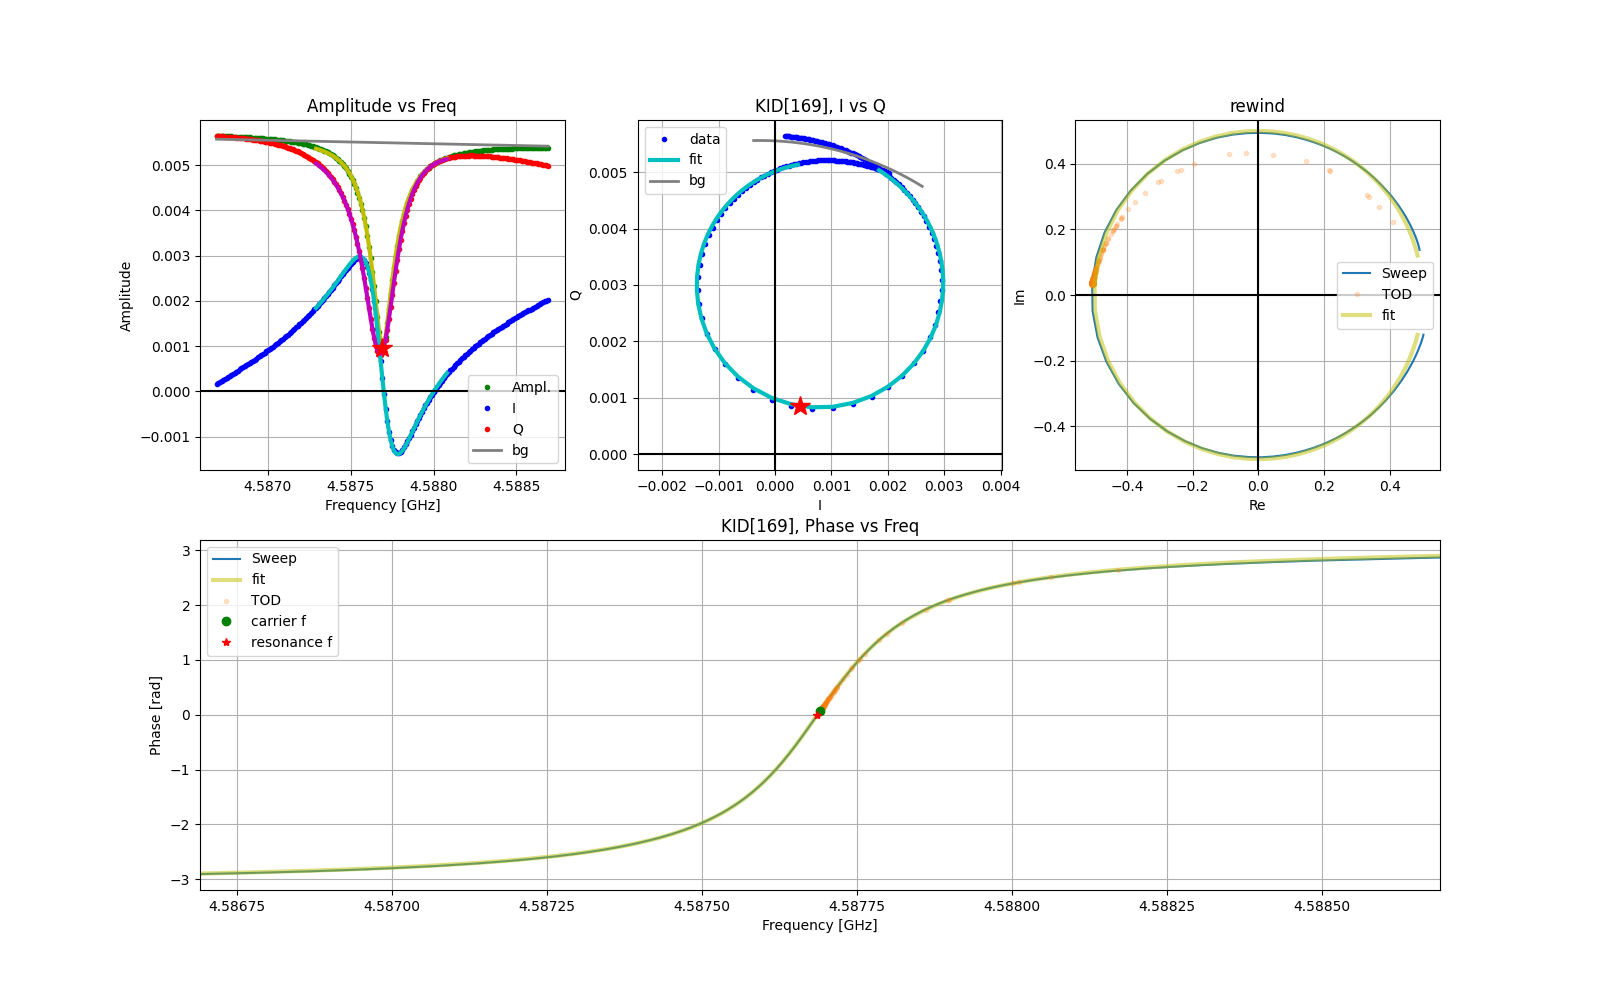 Amplitude vs Freq
Amplitude
0.005
0.004
0.003
0.002
0.001
0.000
−0.001
Ampl.
I
Q
bg
4.5870 4.5875 4.5880 4.5885
Frequency [GHz]
KID[169], I vs Q
Q
data
fit
bg
0.005
0.004
0.003
0.002
0.001
0.000
−0.002 −0.001 0.000 0.001 0.002 0.003 0.004
I
rewind
Im
0.4
0.2
0.0
−0.2
−0.4
Sweep
TOD
fit
−0.4 −0.2 0.0 0.2 0.4
Re
KID[169], Phase vs Freq
Phase [rad]
3
2
1
0
−1
−2
−3
Sweep
fit
TOD
carrier f
resonance f
4.58675 4.58700 4.58725 4.58750 4.58775 4.58800 4.58825 4.58850
Frequency [GHz]